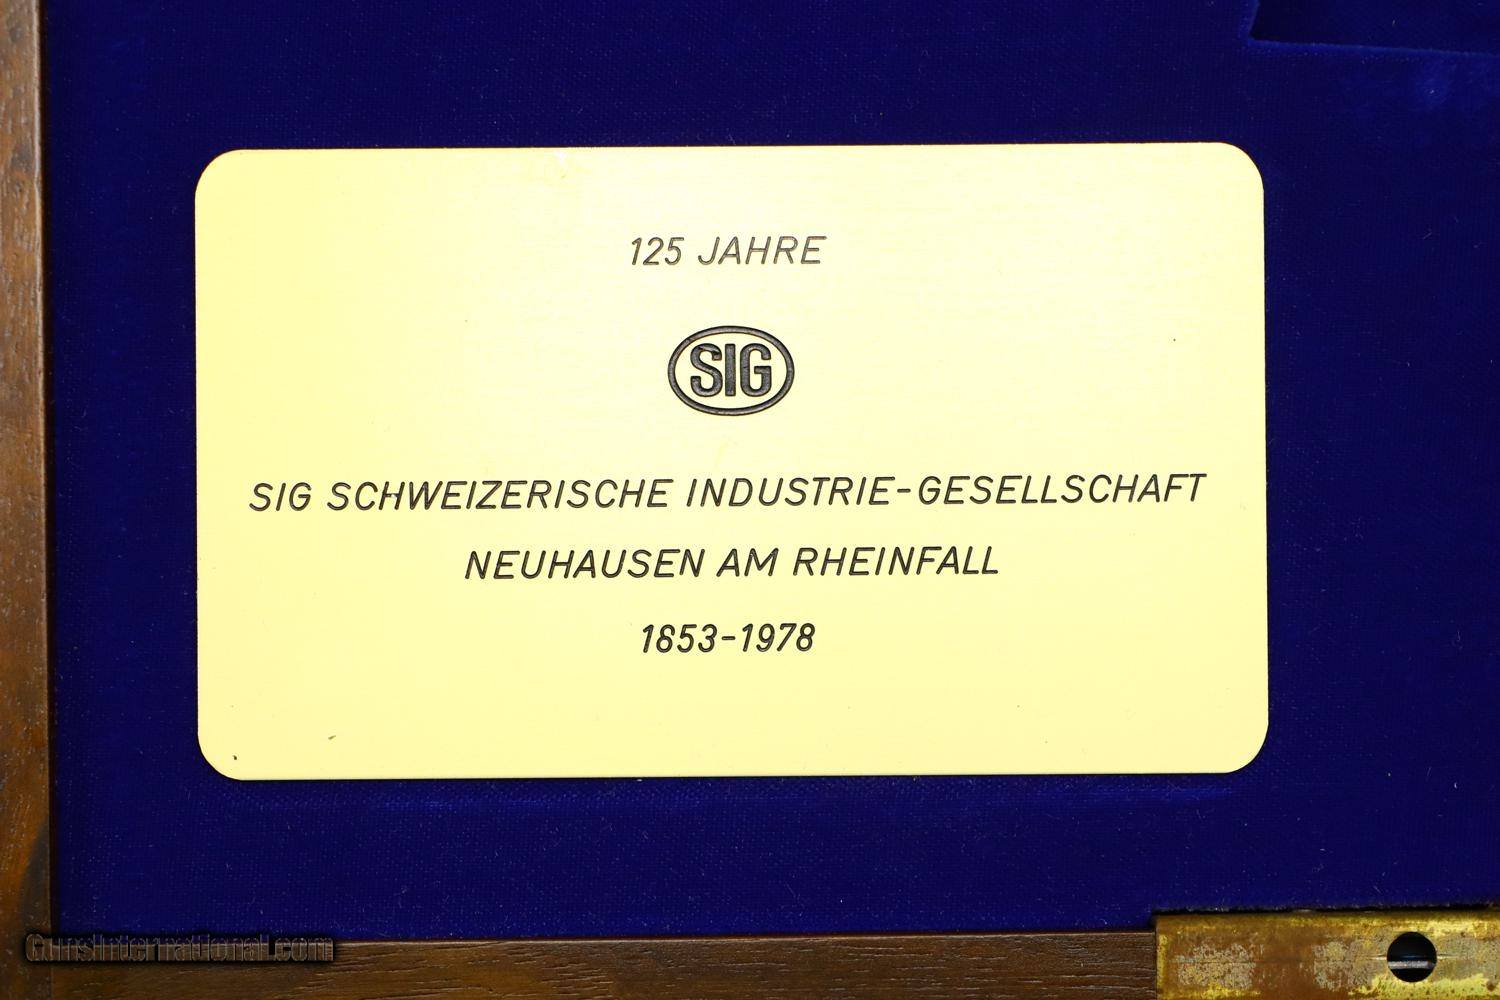 125 JAHRE
SIG
SIG SCHWEIZERISCHE INDUSTRIE-GESELLSCHAFT
NEUHAUSEN AM RHEINFALL
1853-1978
GunsInternational.com